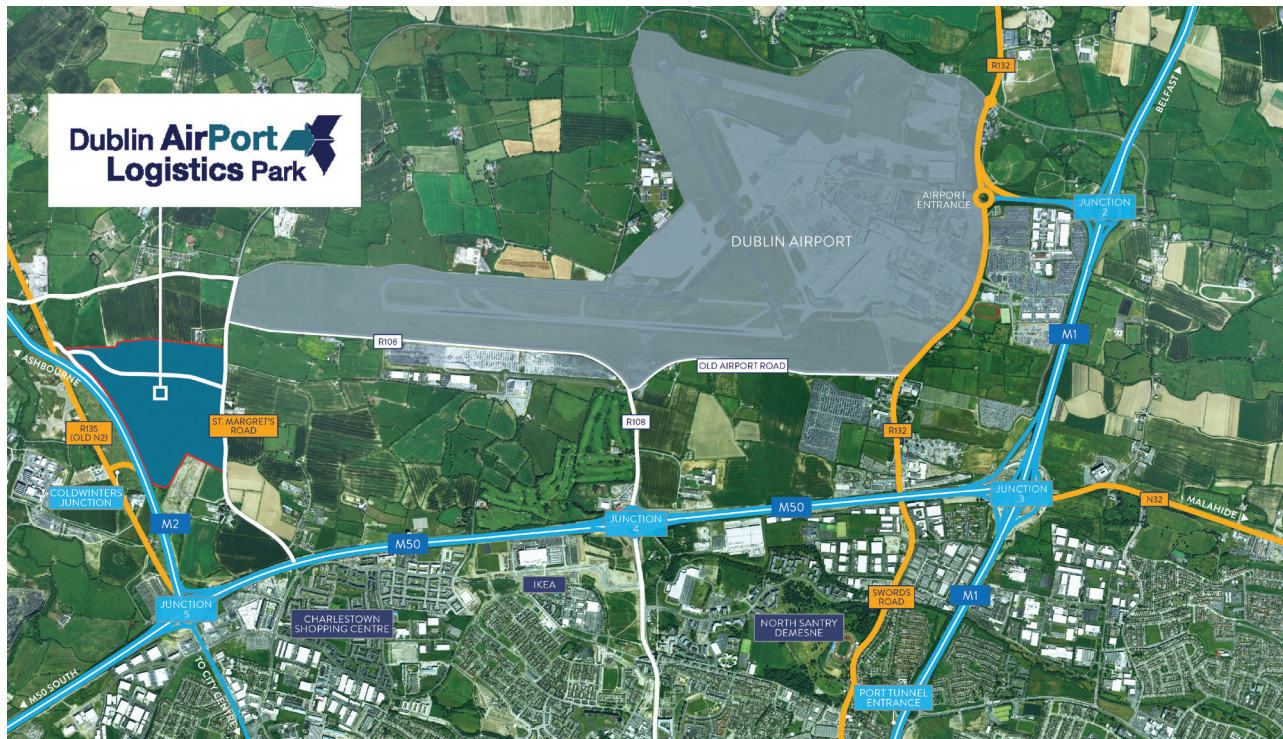 Dublin AirPort
Logistics Park
R132
BELFAST
AIRPORT
ENTRANCE
JUNCTION
2
DUBLIN AIRPORT
M1
R108
OLD AIRPORT ROAD
ASHBOURNE
R135
(OLD N2)
ST. MARGRET'S
ROAD
R108
R132
COLDWINTERS
JUNCTION
M2
JUNCTION
3
N32
MALAHIDE
M50
JUNCTION
4
M50
IKEA
JUNCTION
5
CHARLESTOWN
SHOPPING CENTRE
NORTH SANTRY
DEMESNE
SWORDS
ROAD
M1
M50 SOUTH
TO CITY CENTRE
PORT TUNNEL
ENTRANCE